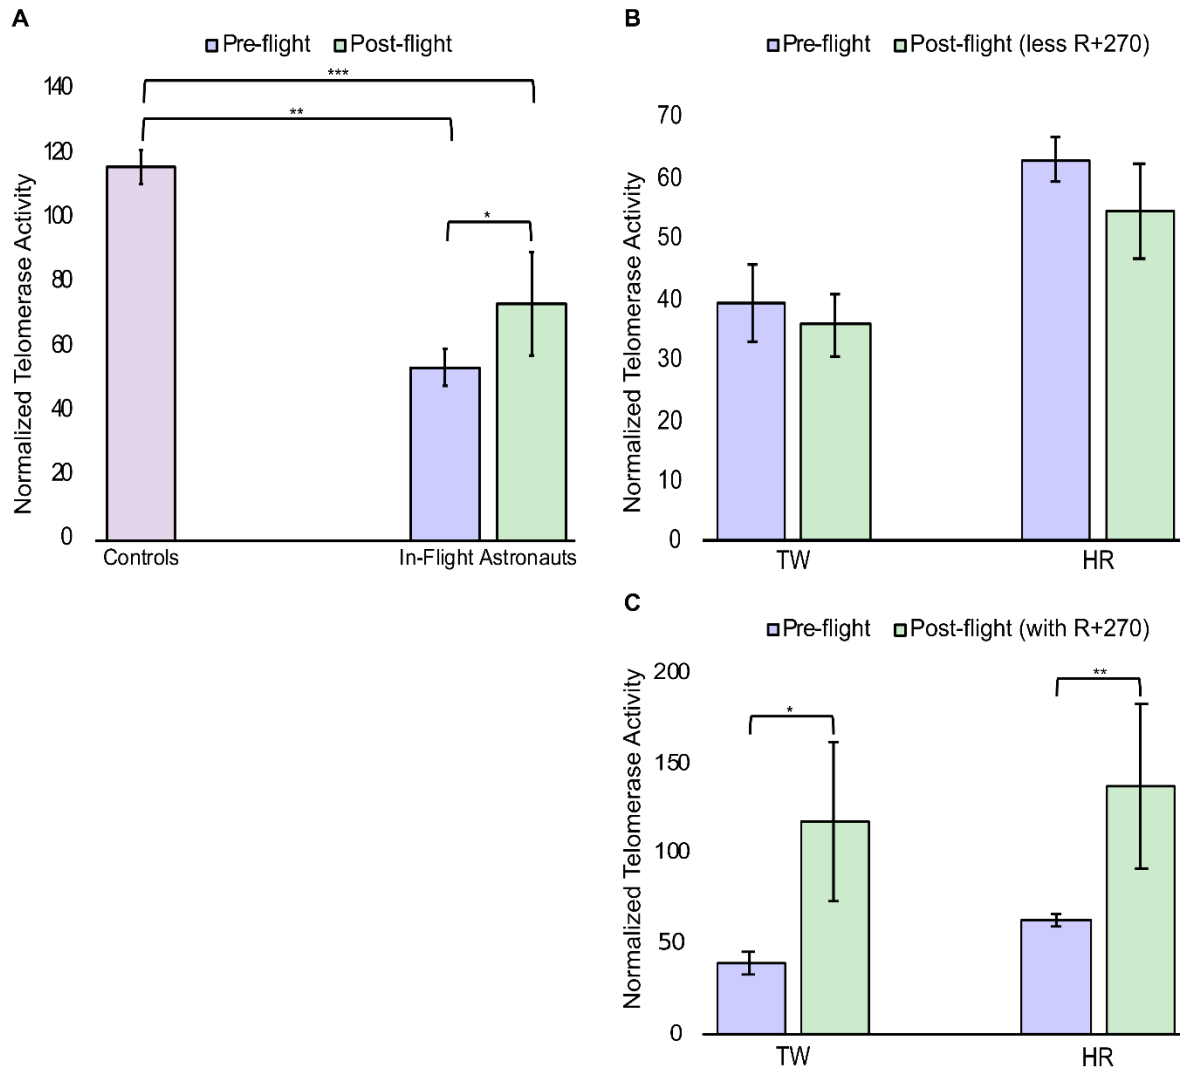 A
Pre-flight Post-flight
Normalized Telomerase Activity
140
120
100
80
60
40
20
0
***
**
*
Controls In-Flight Astronauts
B
Pre-flight Post-flight (less R+270)
Normalized Telomerase Activity
70
60
50
40
30
20
10
0
TW HR
C
Pre-flight Post-flight (with R+270)
Normalized Telomerase Activity
200
150
100
50
0
*
**
TW HR